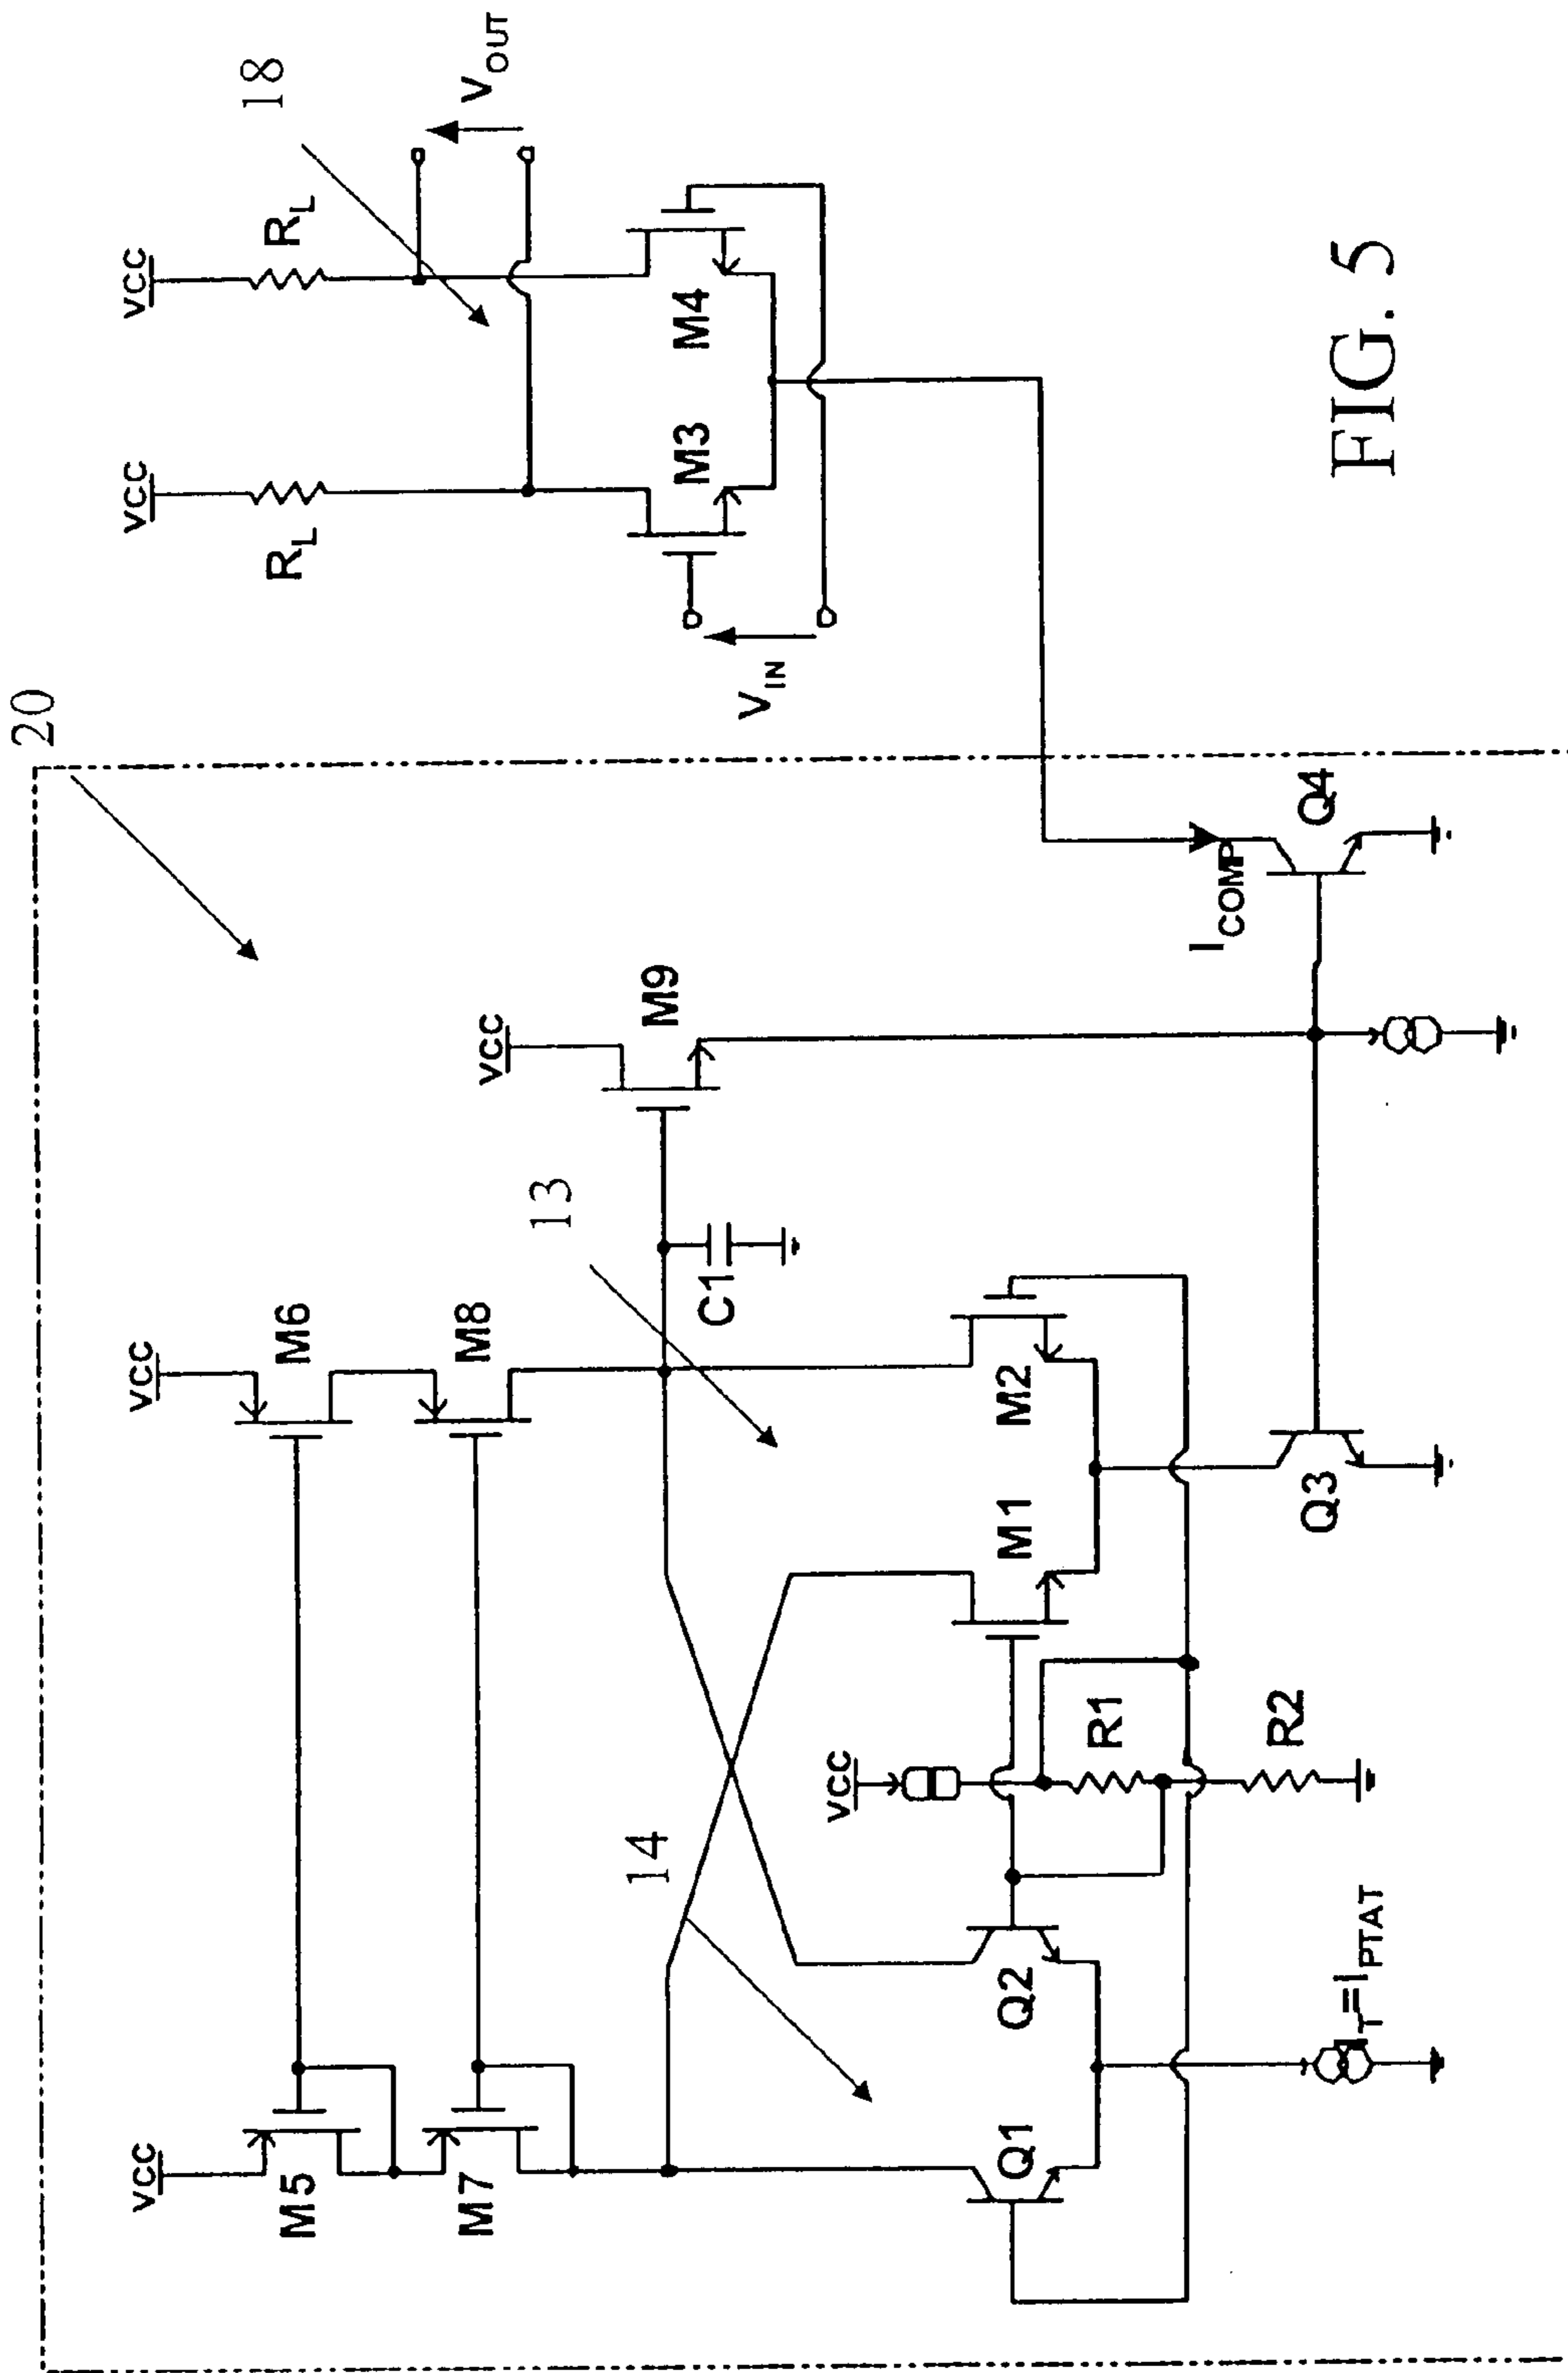 20
18
VCC
VCC
VCC
VCC
VCC
R_L
R_L
V_OUT
M5
M6
M7
M8
M9
M3
M4
V_IN
C1
13
14
VCC
Q1
Q2
M1
M2
R1
R2
I_T=I_PTAT
Q3
Q4
I_COMP
FIG. 5